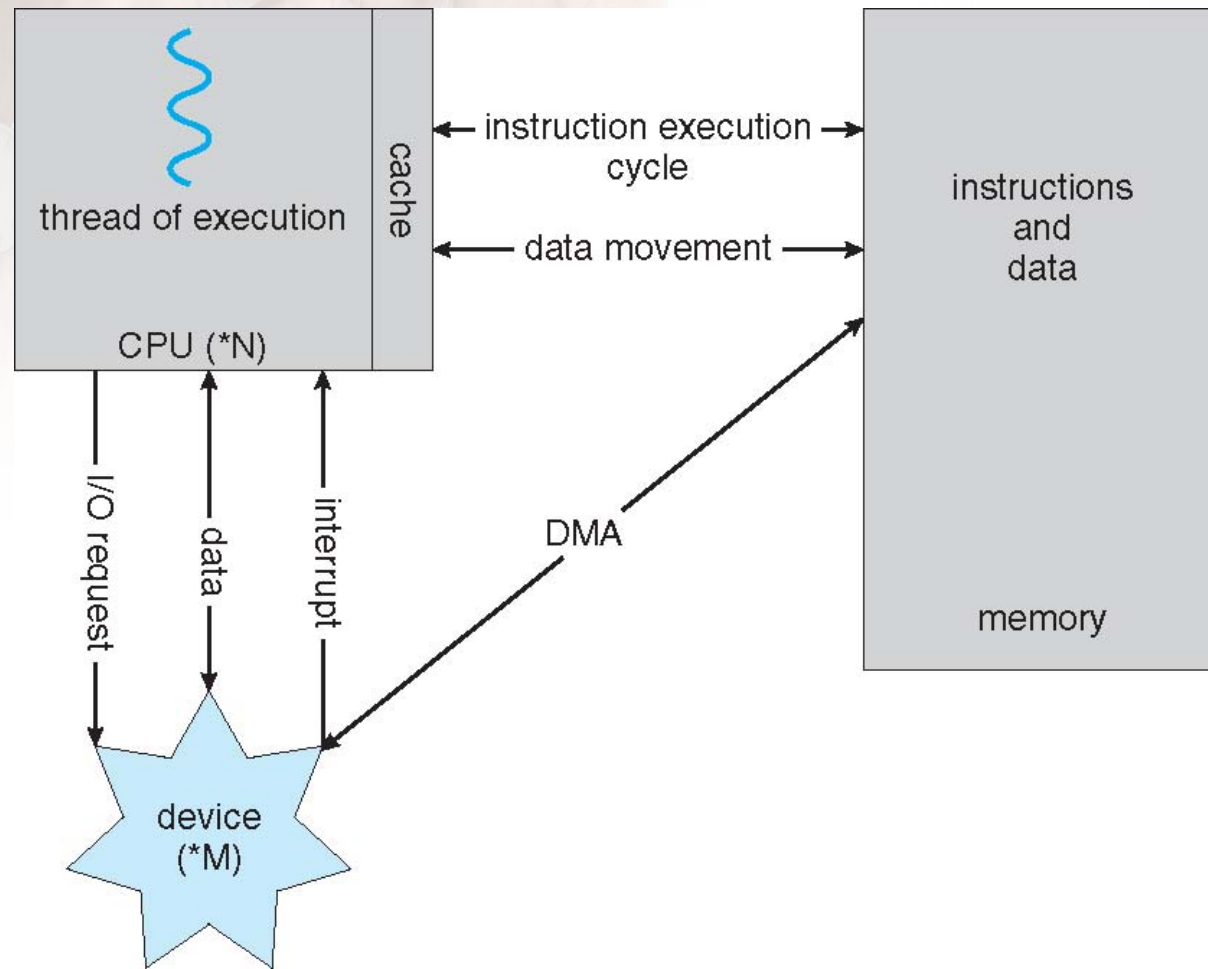 thread of execution
cache
CPU (*N)
instruction execution
cycle
data movement
instructions
and
data
memory
I/O request
data
interrupt
DMA
device
(*M)